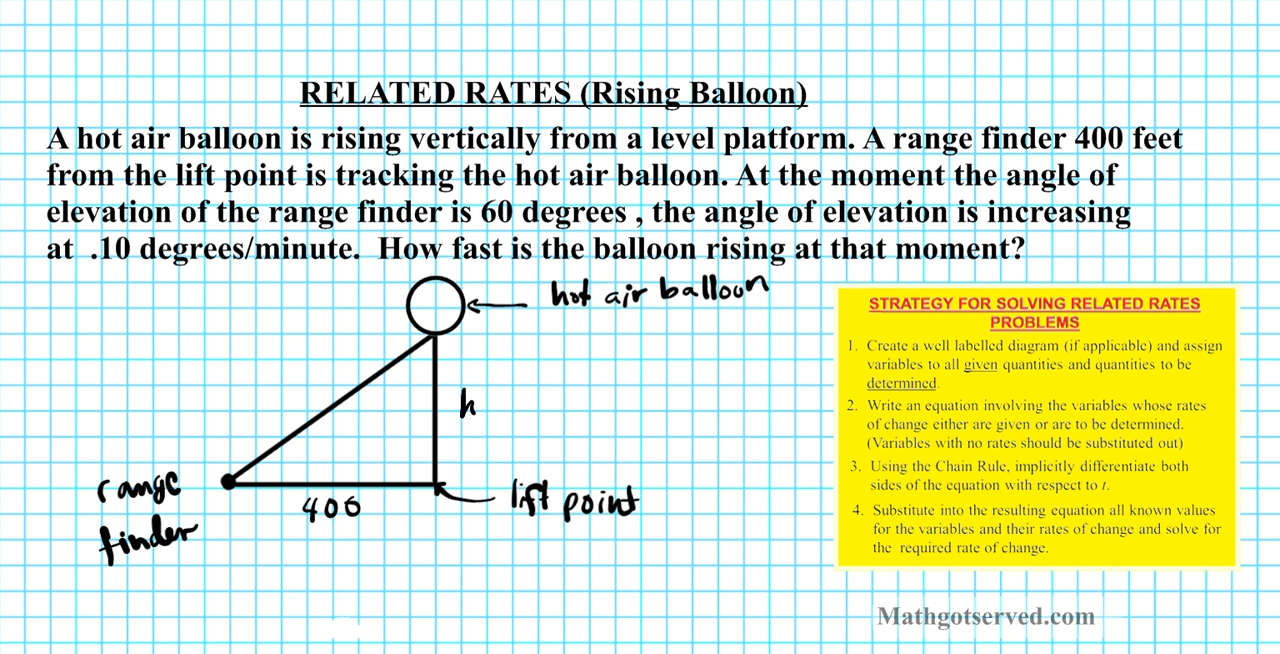 RELATED RATES (Rising Balloon)
A hot air balloon is rising vertically from a level platform. A range finder 400 feet
from the lift point is tracking the hot air balloon. At the moment the angle of
elevation of the range finder is 60 degrees , the angle of elevation is increasing
at .10 degrees/minute. How fast is the balloon rising at that moment?
hot air balloon
h
range
finder
400
lift point
STRATEGY FOR SOLVING RELATED RATES
PROBLEMS
1. Create a well labelled diagram (if applicable) and assign
variables to all given quantities and quantities to be
determined.
2. Write an equation involving the variables whose rates
of change either are given or are to be determined.
(Variables with no rates should be substituted out)
3. Using the Chain Rule, implicitly differentiate both
sides of the equation with respect to t.
4. Substitute into the resulting equation all known values
for the variables and their rates of change and solve for
the required rate of change.
Mathgotserved.com